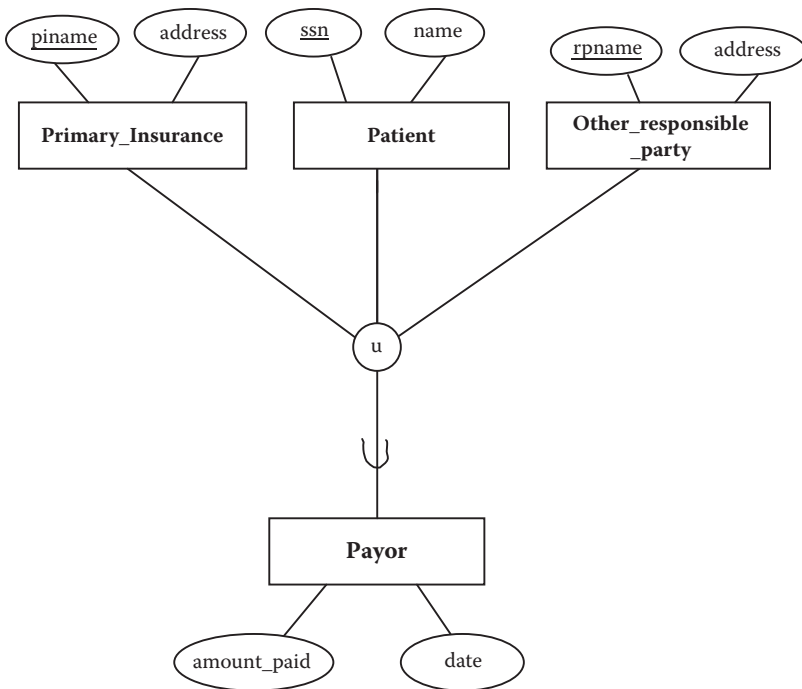 piname
address
ssn
name
rpname
address
Primary_Insurance
Patient
Other_responsible
_party
u
Payor
amount_paid
date